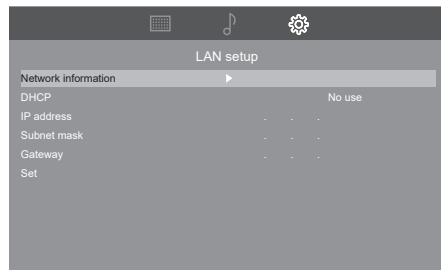 LAN setup
Network information
DHCP No use
IP address . . .
Subnet mask . . .
Gateway . . .
Set